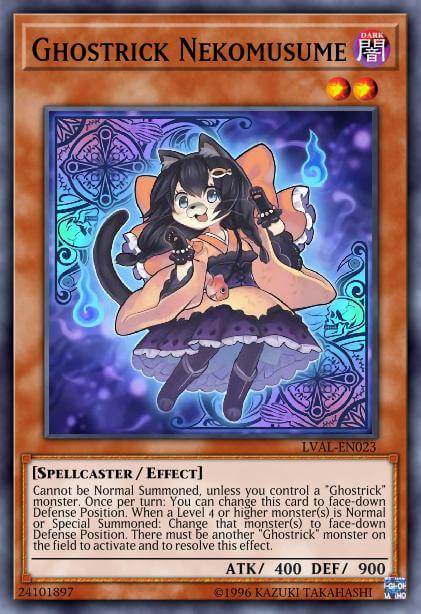 GHOSTRICK NEKOMUSUME
DARK
闇
LVAL-EN023
[SPELLCASTER / EFFECT]
Cannot be Normal Summoned, unless you control a "Ghostrick"
monster. Once per turn: You can change this card to face-down
Defense Position. When a Level 4 or higher monster(s) is Normal
or Special Summoned: Change that monster(s) to face-down
Defense Position. There must be another "Ghostrick" monster on
the field to activate and to resolve this effect.
ATK/ 400 DEF/ 900
24101897
©1996 KAZUKI TAKAHASHI